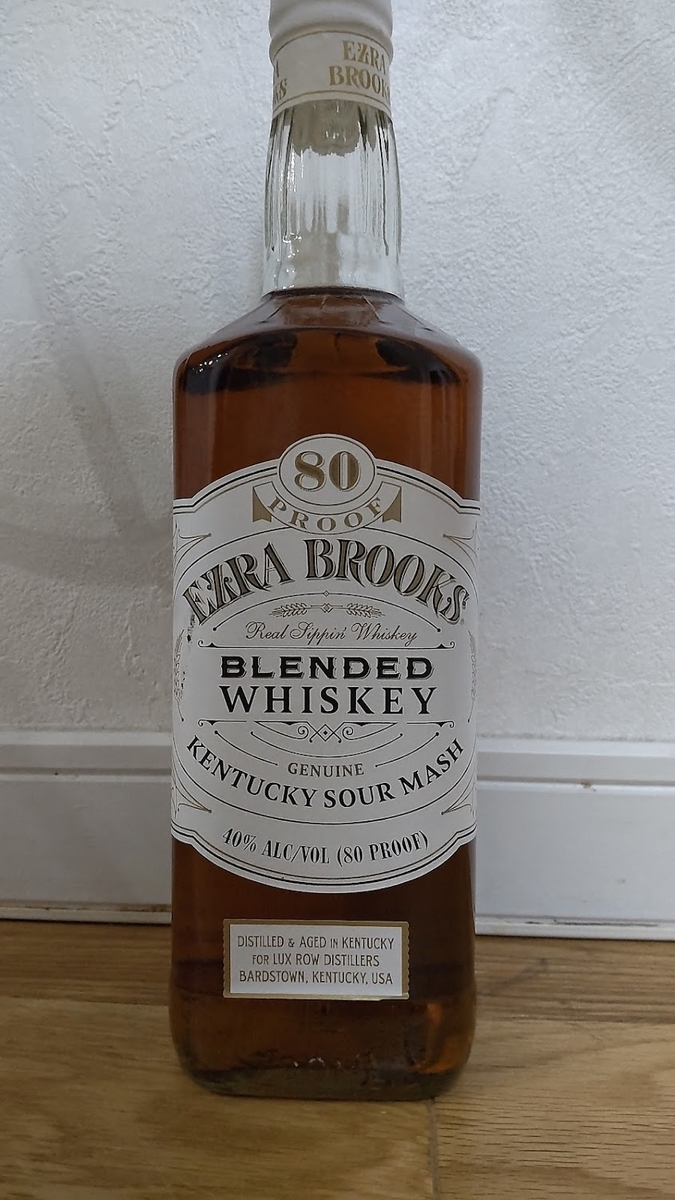 EZRA
BROOKS
80
PROOF
EZRA BROOKS
Real Sippin' Whiskey
BLENDED
WHISKEY
GENUINE
KENTUCKY SOUR MASH
40% ALC/VOL (80 PROOF)
DISTILLED & AGED IN KENTUCKY
FOR LUX ROW DISTILLERS
BARDSTOWN, KENTUCKY, USA